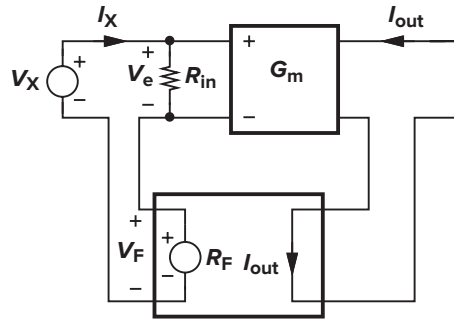 I_X
I_out
+
+
+
V_X
V_e
R_in
G_m
−
−
−
+
+
V_F
R_F
I_out
−
−